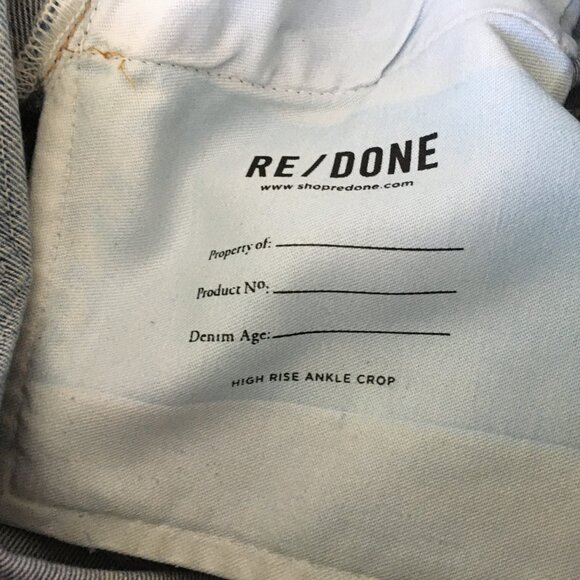 RE/DONE
www.shopredone.com
Property of:
Product No:
Denim Age:
HIGH RISE ANKLE CROP